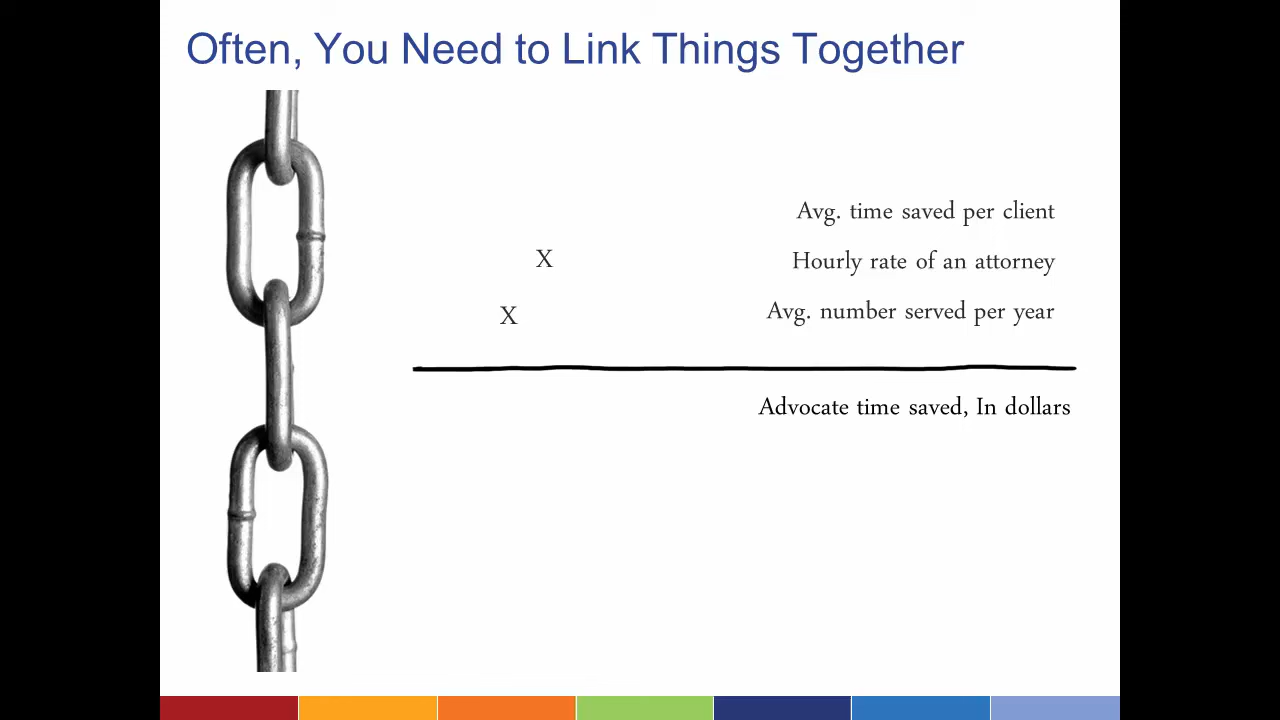 Often, You Need to Link Things Together
Avg. time saved per client
X Hourly rate of an attorney
X Avg. number served per year
Advocate time saved, In dollars